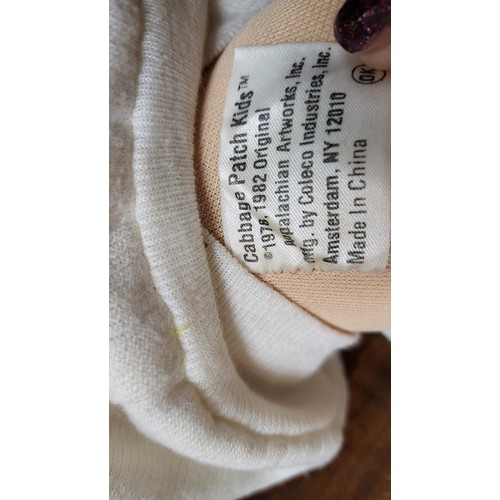 Cabbage Patch Kids™
©1978, 1982 Original
Appalachian Artworks, Inc.
Mfg. by Coleco Industries, Inc.
Amsterdam, NY 12010
Made In China
OK